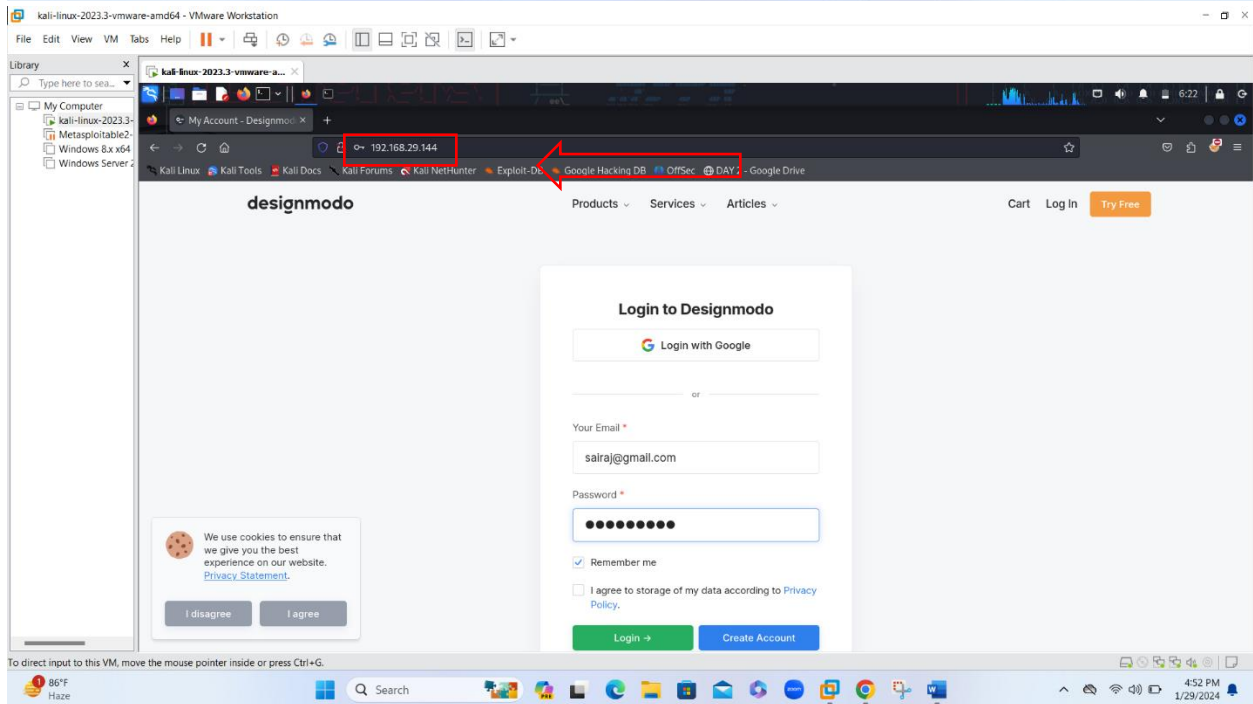 kali-linux-2023.3-vmware-amd64 - VMware Workstation
File Edit View VM Tabs Help
Library
Type here to sea...
My Computer
kali-linux-2023.3-
Metasploitable2-
Windows 8.x x64
Windows Server 2
kali-linux-2023.3-vmware-a...
6:22
My Account - Designmod
192.168.29.144
Kali Linux Kali Tools Kali Docs Kali Forums Kali NetHunter Exploit-DB Google Hacking DB OffSec DAY 2 - Google Drive
designmodo Products Services Articles Cart Log In Try Free
Login to Designmodo
Login with Google
or
Your Email *
sairaj@gmail.com
Password *
●●●●●●●●●
Remember me
I agree to storage of my data according to Privacy
Policy.
Login → Create Account
We use cookies to ensure that
we give you the best
experience on our website.
Privacy Statement.
I disagree I agree
To direct input to this VM, move the mouse pointer inside or press Ctrl+G.
1
86°F
Haze
Search
4:52 PM
1/29/2024